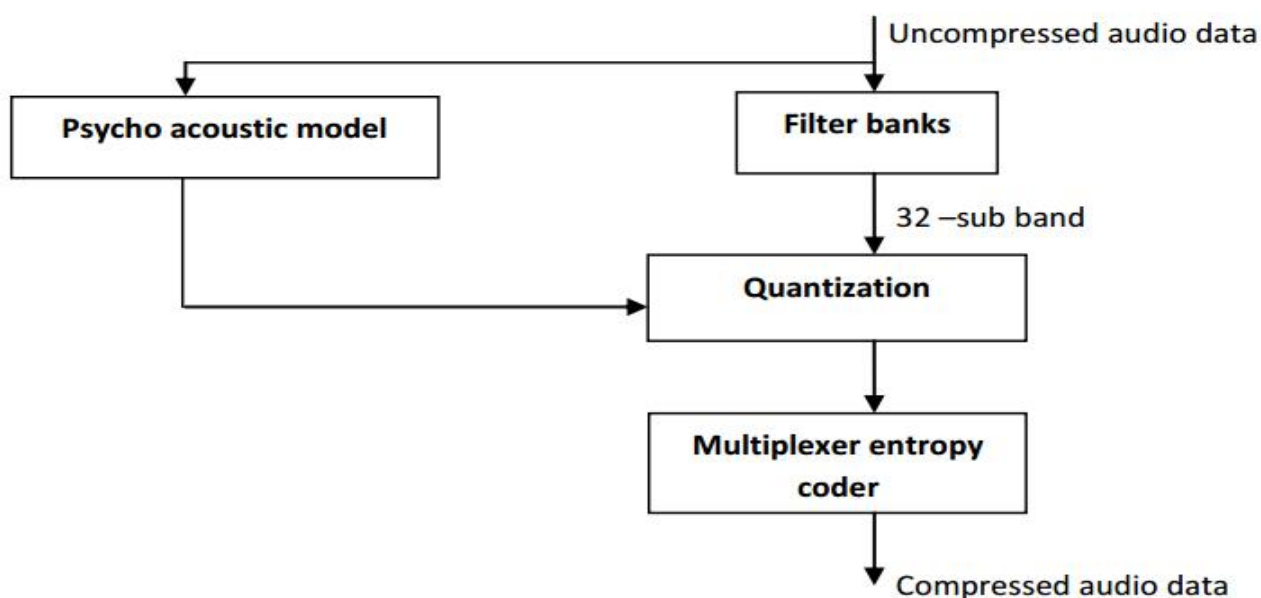 Uncompressed audio data
Psycho acoustic model
Filter banks
32 –sub band
Quantization
Multiplexer entropy
coder
Compressed audio data